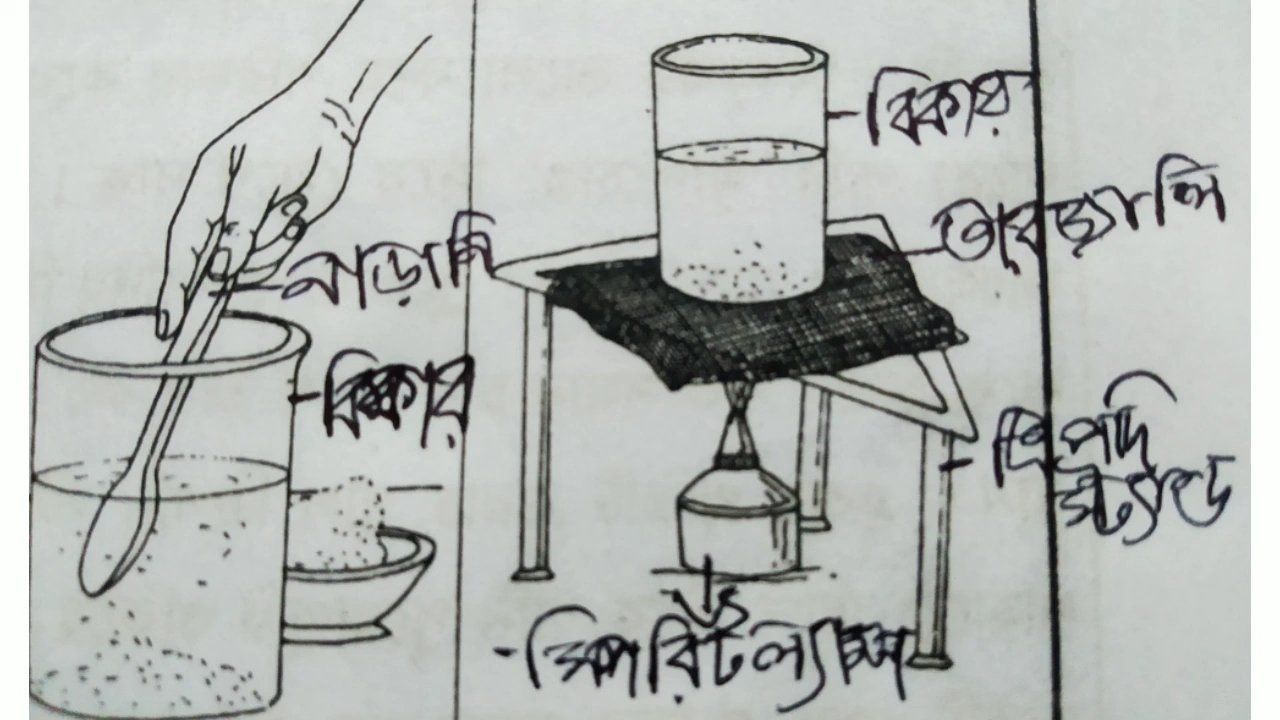 নাড়ানি
বিকার
বিকার
তারজালি
ত্রিপদি
স্ট্যান্ড
স্পিরিট ল্যাম্প